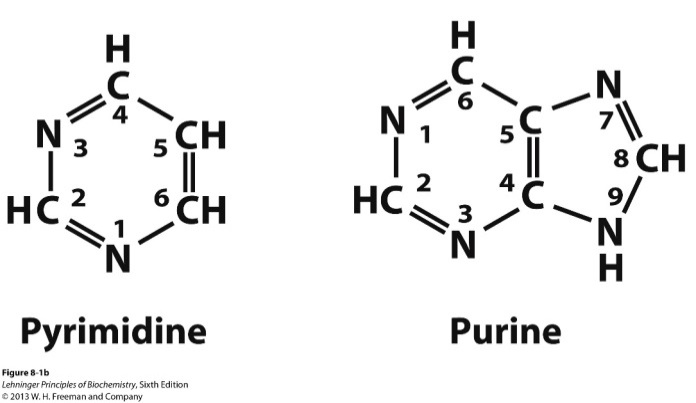 H
C
4
N
3
5
CH
HC
2
6
CH
1
N
Pyrimidine
H
C
6
N
1
5
C
N
7
8
CH
HC
2
4
C
3
N
9
N
H
Purine
Figure 8-1b
Lehninger Principles of Biochemistry, Sixth Edition
© 2013 W. H. Freeman and Company